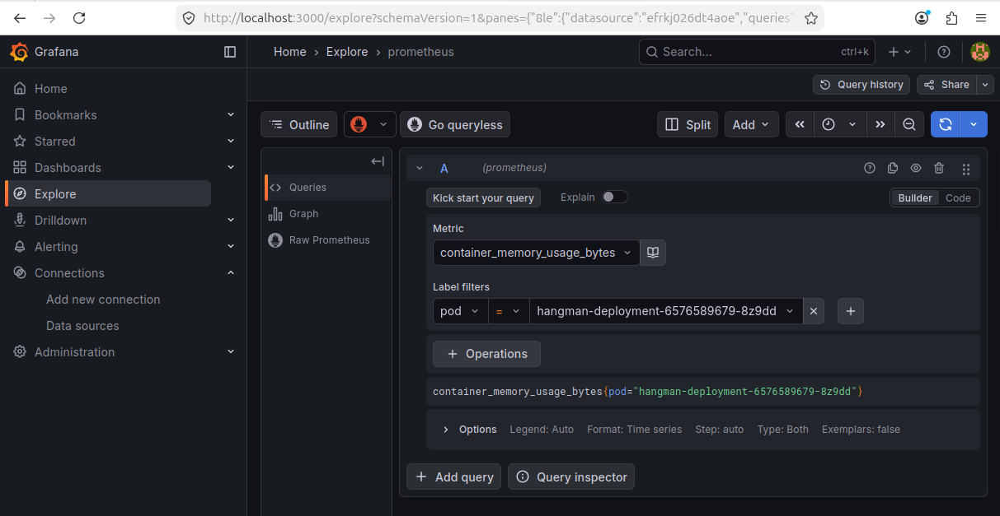 http://localhost:3000/explore?schemaVersion=1&panes={"8le":{"datasource":"efrkj026dt4aoe","queries"
Grafana
Home › Explore › prometheus
Search... ctrl+k
Query history
Share
Home
Bookmarks
Starred
Dashboards
Explore
Drilldown
Alerting
Connections
Add new connection
Data sources
Administration
Outline
Go queryless
Split
Add
Queries
Graph
Raw Prometheus
A (prometheus)
Kick start your query
Explain
Builder
Code
Metric
container_memory_usage_bytes
Label filters
pod = hangman-deployment-6576589679-8z9dd
+ Operations
container_memory_usage_bytes{pod="hangman-deployment-6576589679-8z9dd"}
Options Legend: Auto Format: Time series Step: auto Type: Both Exemplars: false
+ Add query
Query inspector